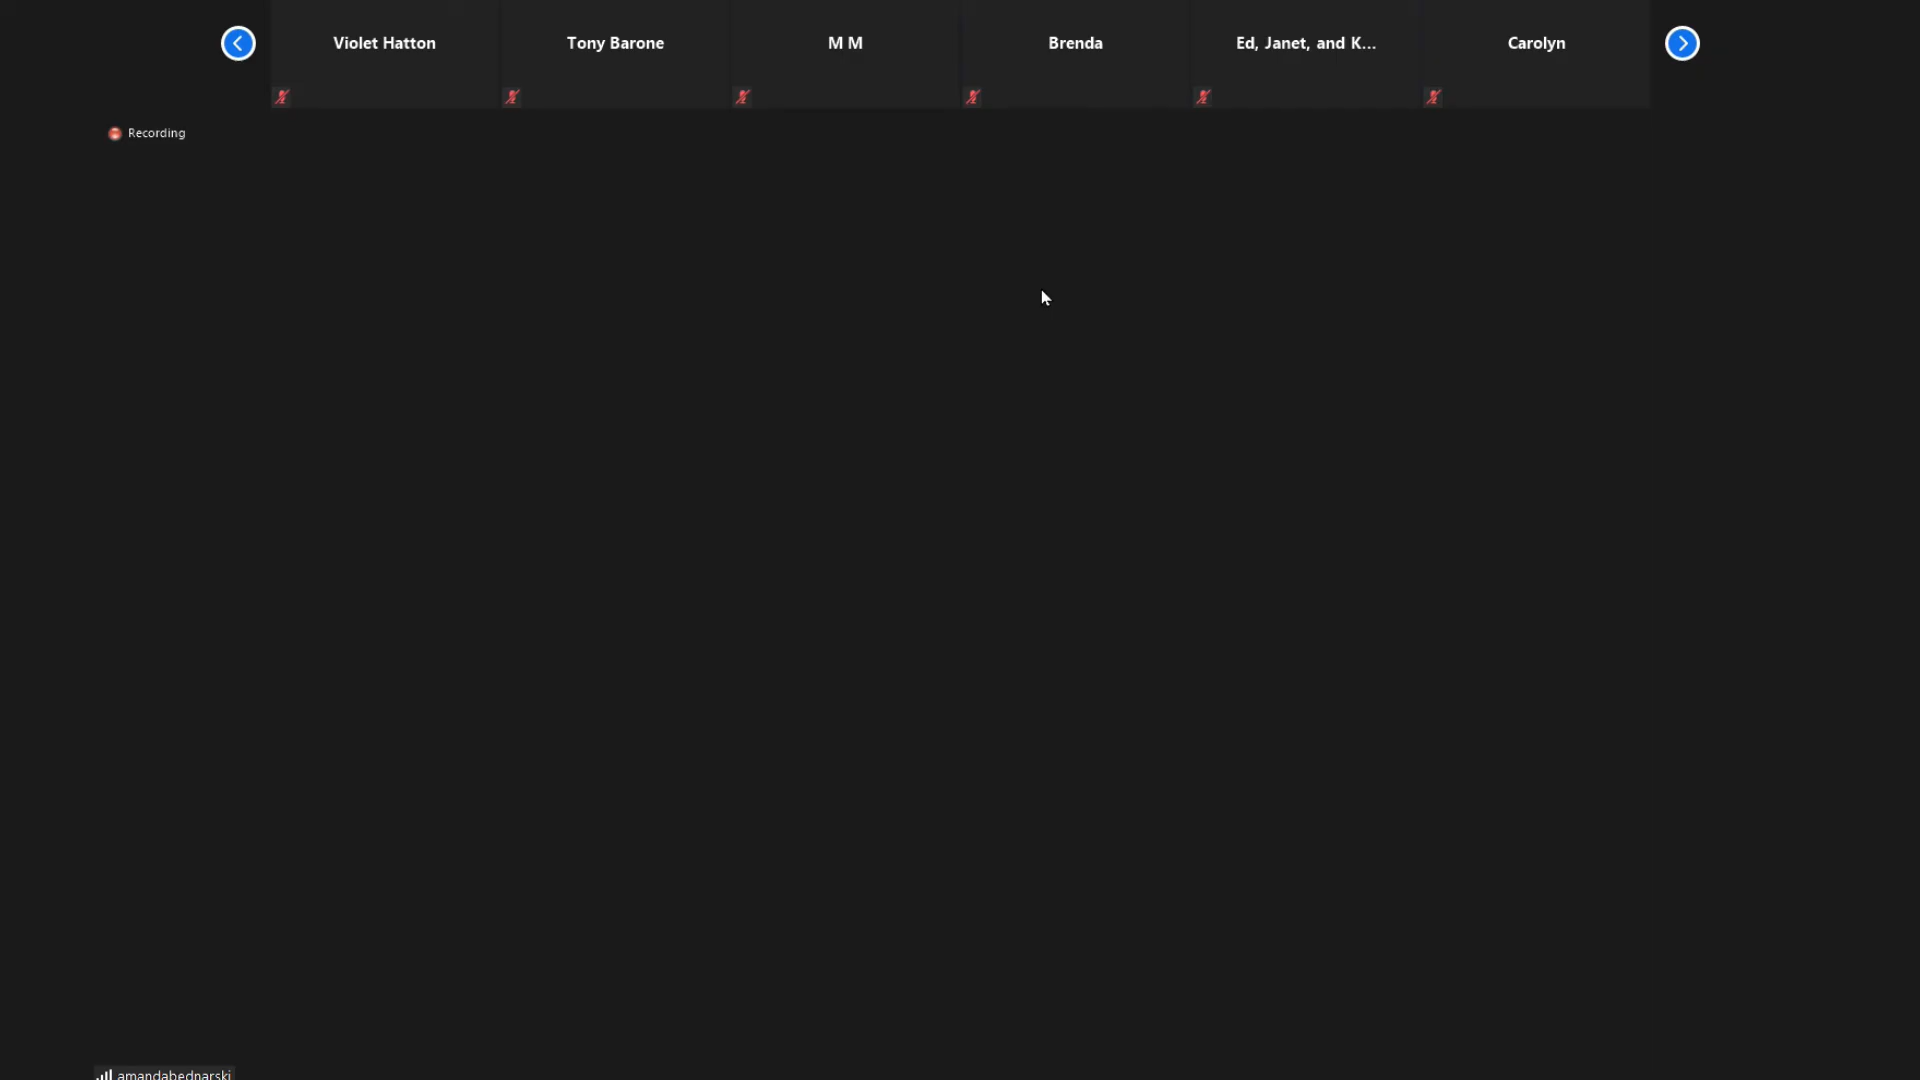 Violet Hatton
Tony Barone
M M
Brenda
Ed, Janet, and K...
Carolyn
Recording
amandabednarski